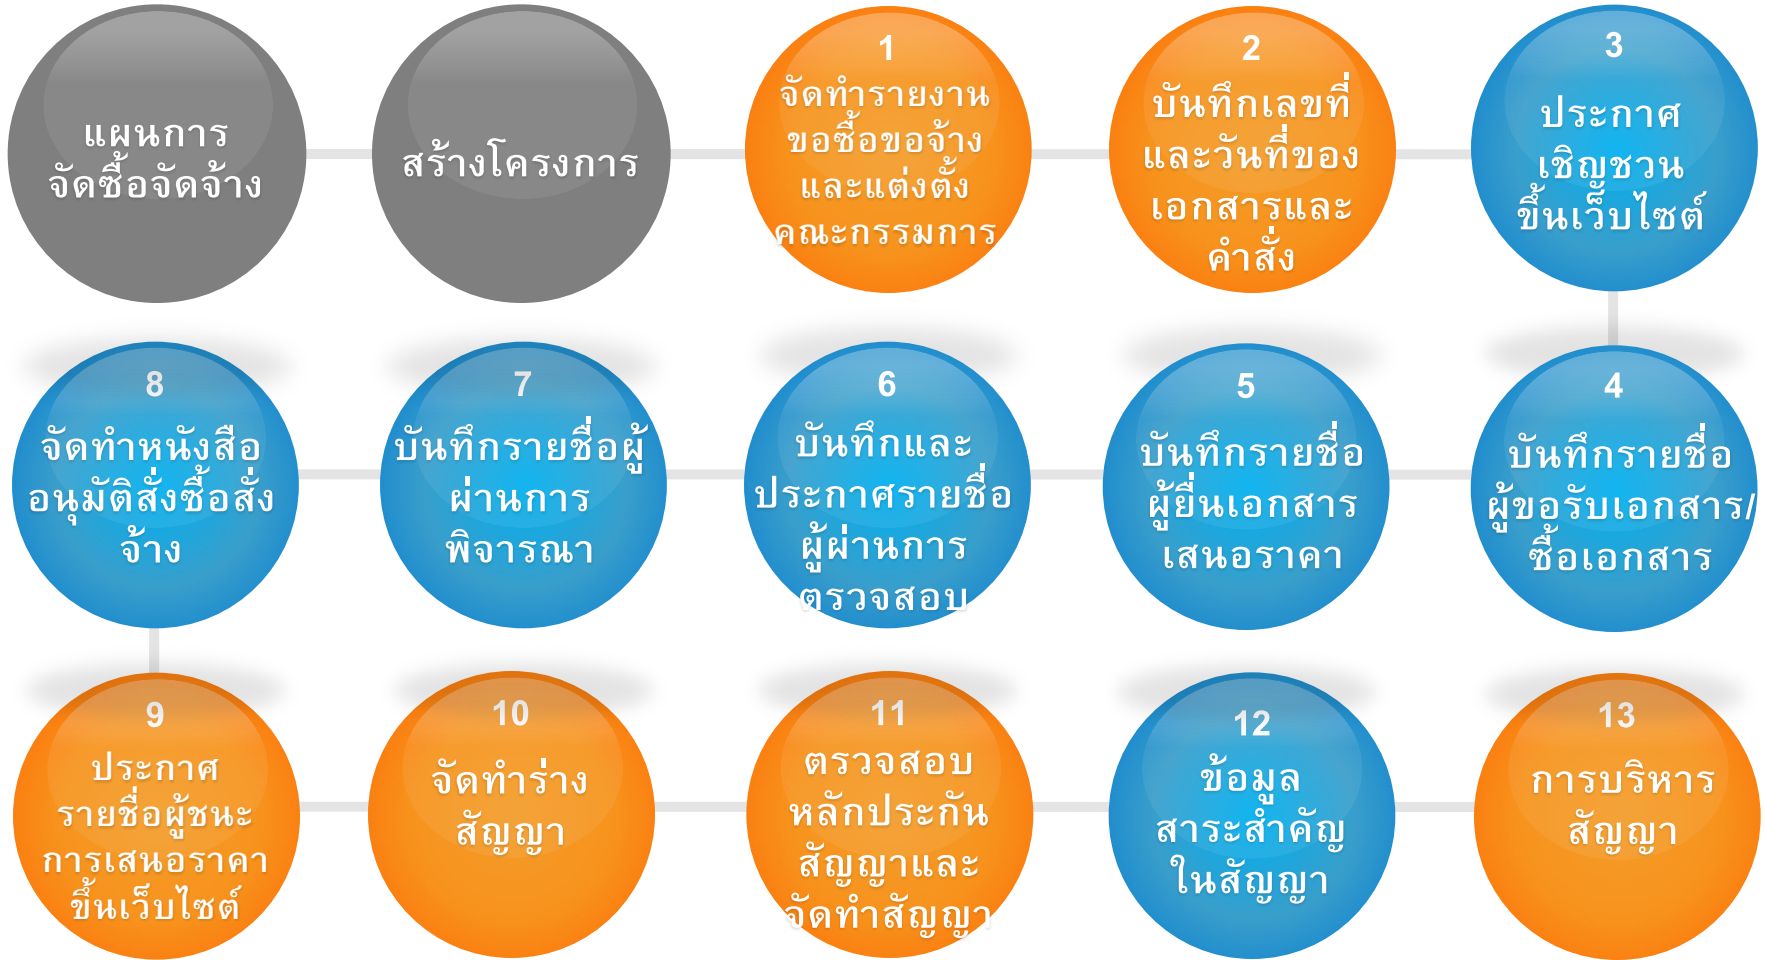 แผนการ
จัดซื้อจัดจ้าง
สร้างโครงการ
1
จัดทำรายงาน
ขอซื้อขอจ้าง
และแต่งตั้ง
คณะกรรมการ
2
บันทึกเลขที่
และวันที่ของ
เอกสารและ
คำสั่ง
3
ประกาศ
เชิญชวน
ขึ้นเว็บไซต์
8
จัดทำหนังสือ
อนุมัติสั่งซื้อสั่ง
จ้าง
7
บันทึกรายชื่อผู้
ผ่านการ
พิจารณา
6
บันทึกและ
ประกาศรายชื่อ
ผู้ผ่านการ
ตรวจสอบ
5
บันทึกรายชื่อ
ผู้ยื่นเอกสาร
เสนอราคา
4
บันทึกรายชื่อ
ผู้ขอรับเอกสาร/
ซื้อเอกสาร
9
ประกาศ
รายชื่อผู้ชนะ
การเสนอราคา
ขึ้นเว็บไซต์
10
จัดทำร่าง
สัญญา
11
ตรวจสอบ
หลักประกัน
สัญญาและ
จัดทำสัญญา
12
ข้อมูล
สาระสำคัญ
ในสัญญา
13
การบริหาร
สัญญา